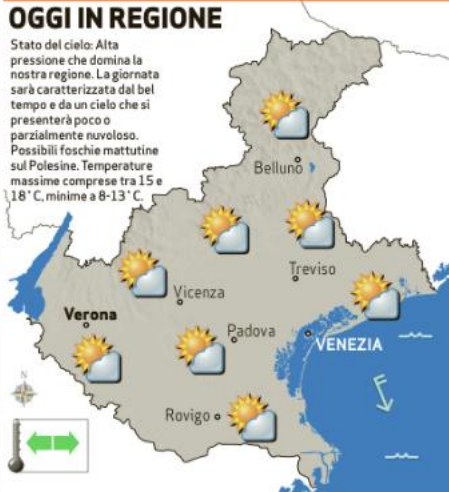 OGGI IN REGIONE
Stato del cielo: Alta
pressione che domina la
nostra regione. La giornata
sarà caratterizzata dal bel
tempo e da un cielo che si
presenterà poco o
parzialmente nuvoloso.
Possibili foschie mattutine
sul Polesine. Temperature
massime comprese tra 15 e
18°C, minime a 8-13°C.
Belluno
Treviso
Vicenza
Verona
Padova
VENEZIA
Rovigo
N